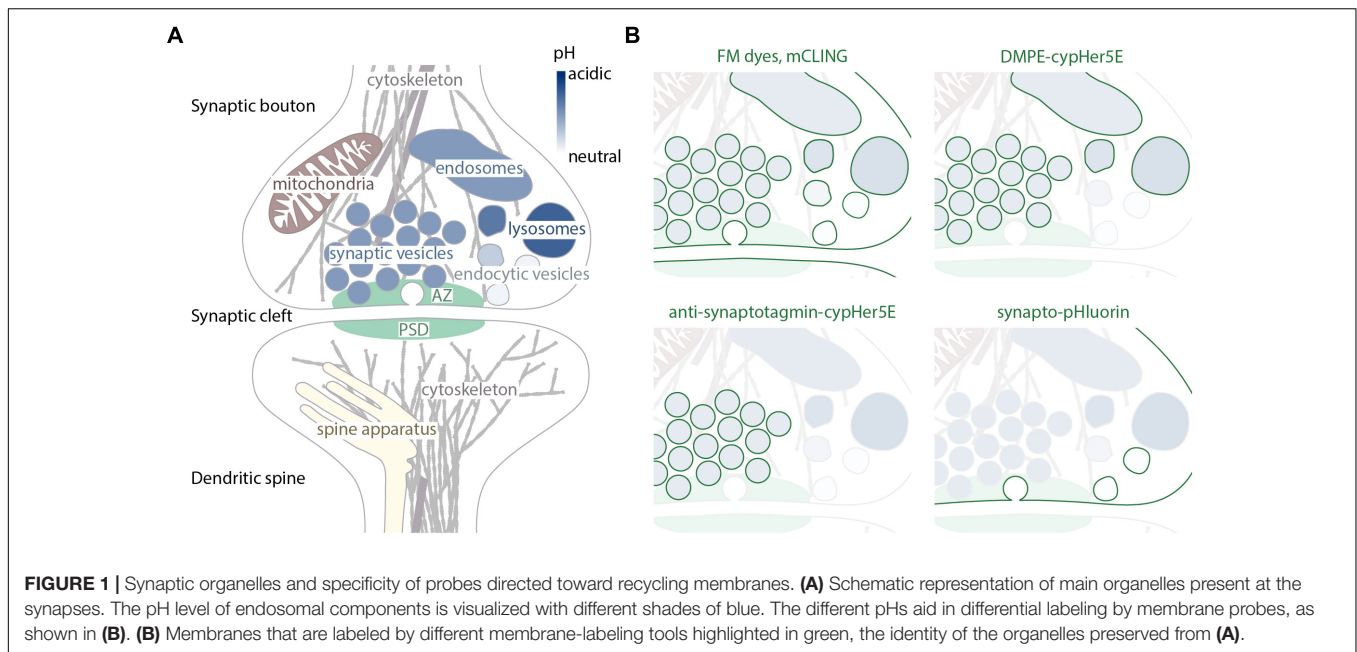 A
pH
acidic
neutral
cytoskeleton
Synaptic bouton
mitochondria
endosomes
lysosomes
synaptic vesicles
endocytic vesicles
AZ
Synaptic cleft
PSD
cytoskeleton
spine apparatus
Dendritic spine
B
FM dyes, mCLING
DMPE-cypHer5E
anti-synaptotagmin-cypHer5E
synapto-pHluorin
FIGURE 1 | Synaptic organelles and specificity of probes directed toward recycling membranes. (A) Schematic representation of main organelles present at the
synapses. The pH level of endosomal components is visualized with different shades of blue. The different pHs aid in differential labeling by membrane probes, as
shown in (B). (B) Membranes that are labeled by different membrane-labeling tools highlighted in green, the identity of the organelles preserved from (A).